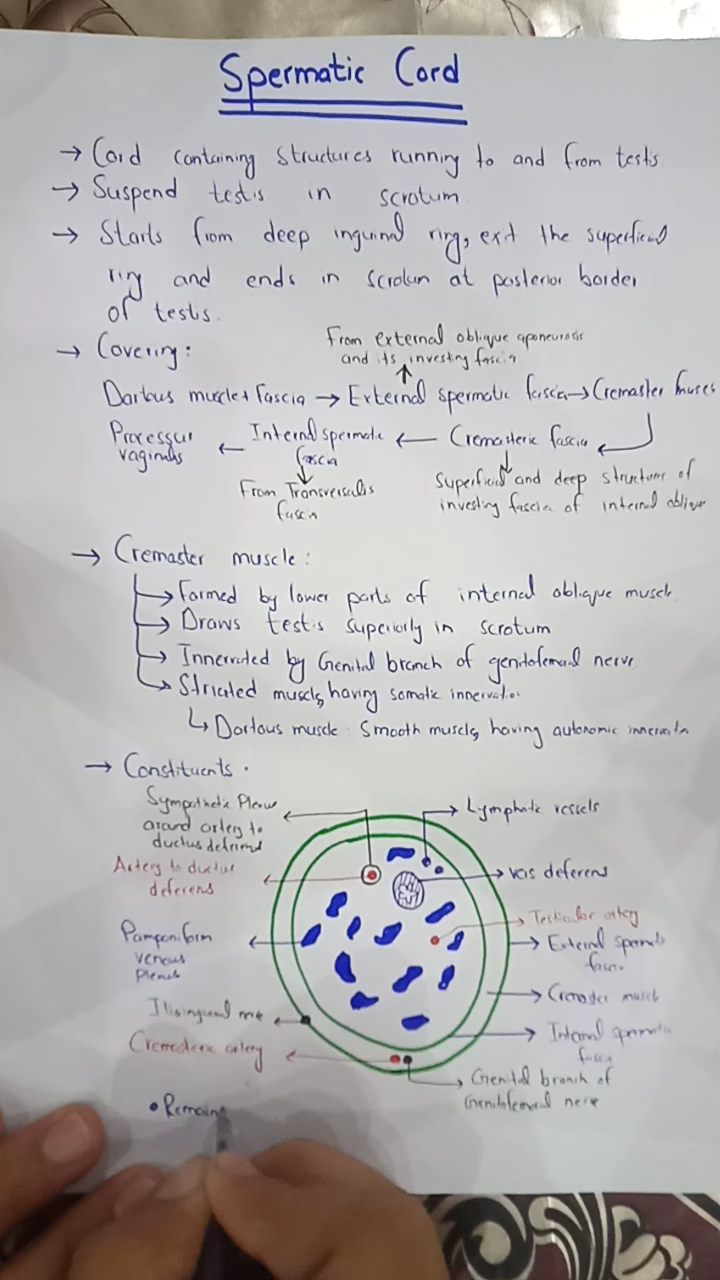 Spermatic Cord
→ Cord containing structures running to and from testis
→ Suspend testis in scrotum
→ Starts from deep inguinal ring, exit the superficial
ring and ends in scrotum at posterior border
of testis.
→ Covering:
From external oblique aponeurosis
and its investing fascia
Dartous muscle + Fascia → External spermatic fascia → Cremaster
Processus vaginalis ← Internal spermatic fascia ← Cremasteric fascia
From Transversalis
fascia
Superficial and deep structure of
investing fascia of internal oblique
→ Cremaster muscle:
→ Formed by lower parts of internal oblique muscle
→ Draws testis superiorly in scrotum
→ Innervated by Genital branch of genitofemoral nerve
→ Striated muscle, having somatic innervation
Dartous muscle: Smooth muscle, having autonomic innervation
→ Constituents.
Sympathetic Plexus
around artery to
ductus deferens
Lymphatic vessels
Artery to ductus
deferens
vas deferens
Testicular artery
Pampiniform
venous
plexus
External spermatic
fascia
Cremaster muscle
Ilioinguinal nerve
Internal spermatic
fascia
Cremasteric artery
Genital branch of
Genitofemoral nerve
• Remains